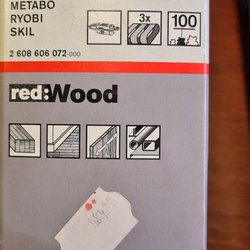 METABO
RYOBI
SKIL
3x
100
2 608 606 072-000
red:Wood